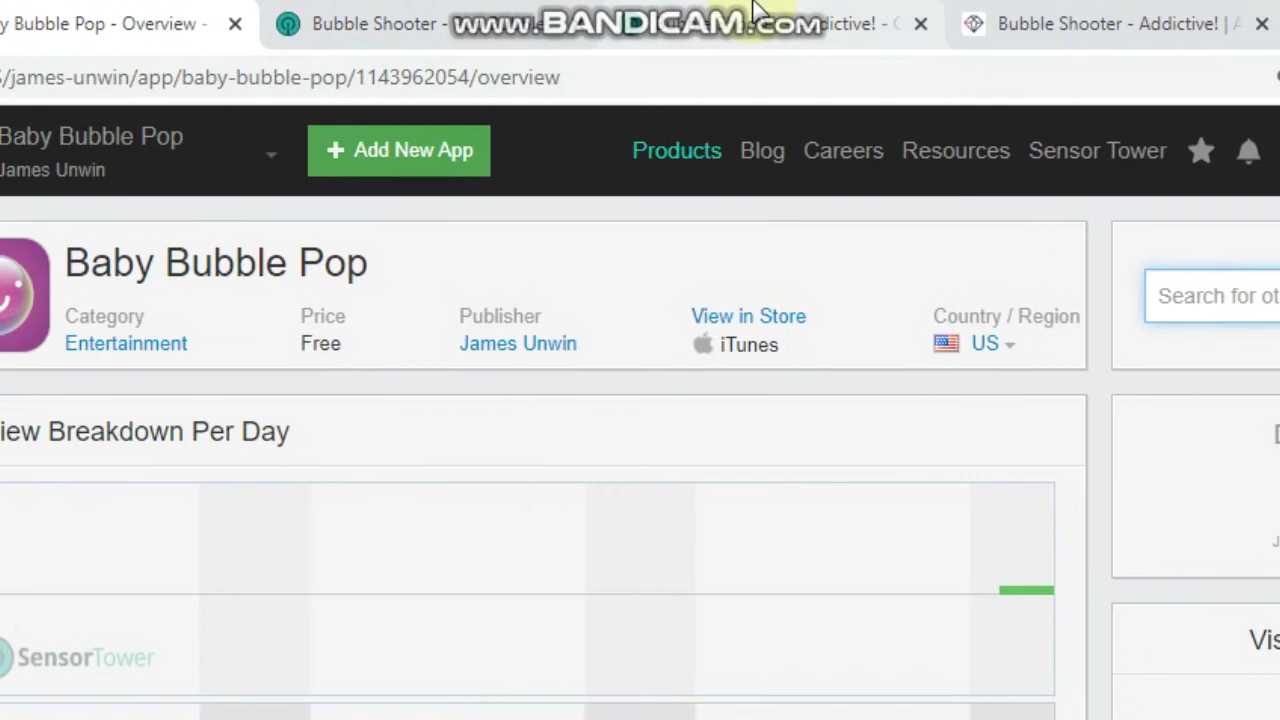 y Bubble Pop - Overview -
Bubble Shooter -
www.BANDICAM.com
dictive! -
Bubble Shooter - Addictive! | A
/james-unwin/app/baby-bubble-pop/1143962054/overview
Baby Bubble Pop
James Unwin
+ Add New App
Products
Blog
Careers
Resources
Sensor Tower
Baby Bubble Pop
Category
Price
Publisher
View in Store
Country / Region
Entertainment
Free
James Unwin
iTunes
US
Search for ot
iew Breakdown Per Day
SensorTower
Vis